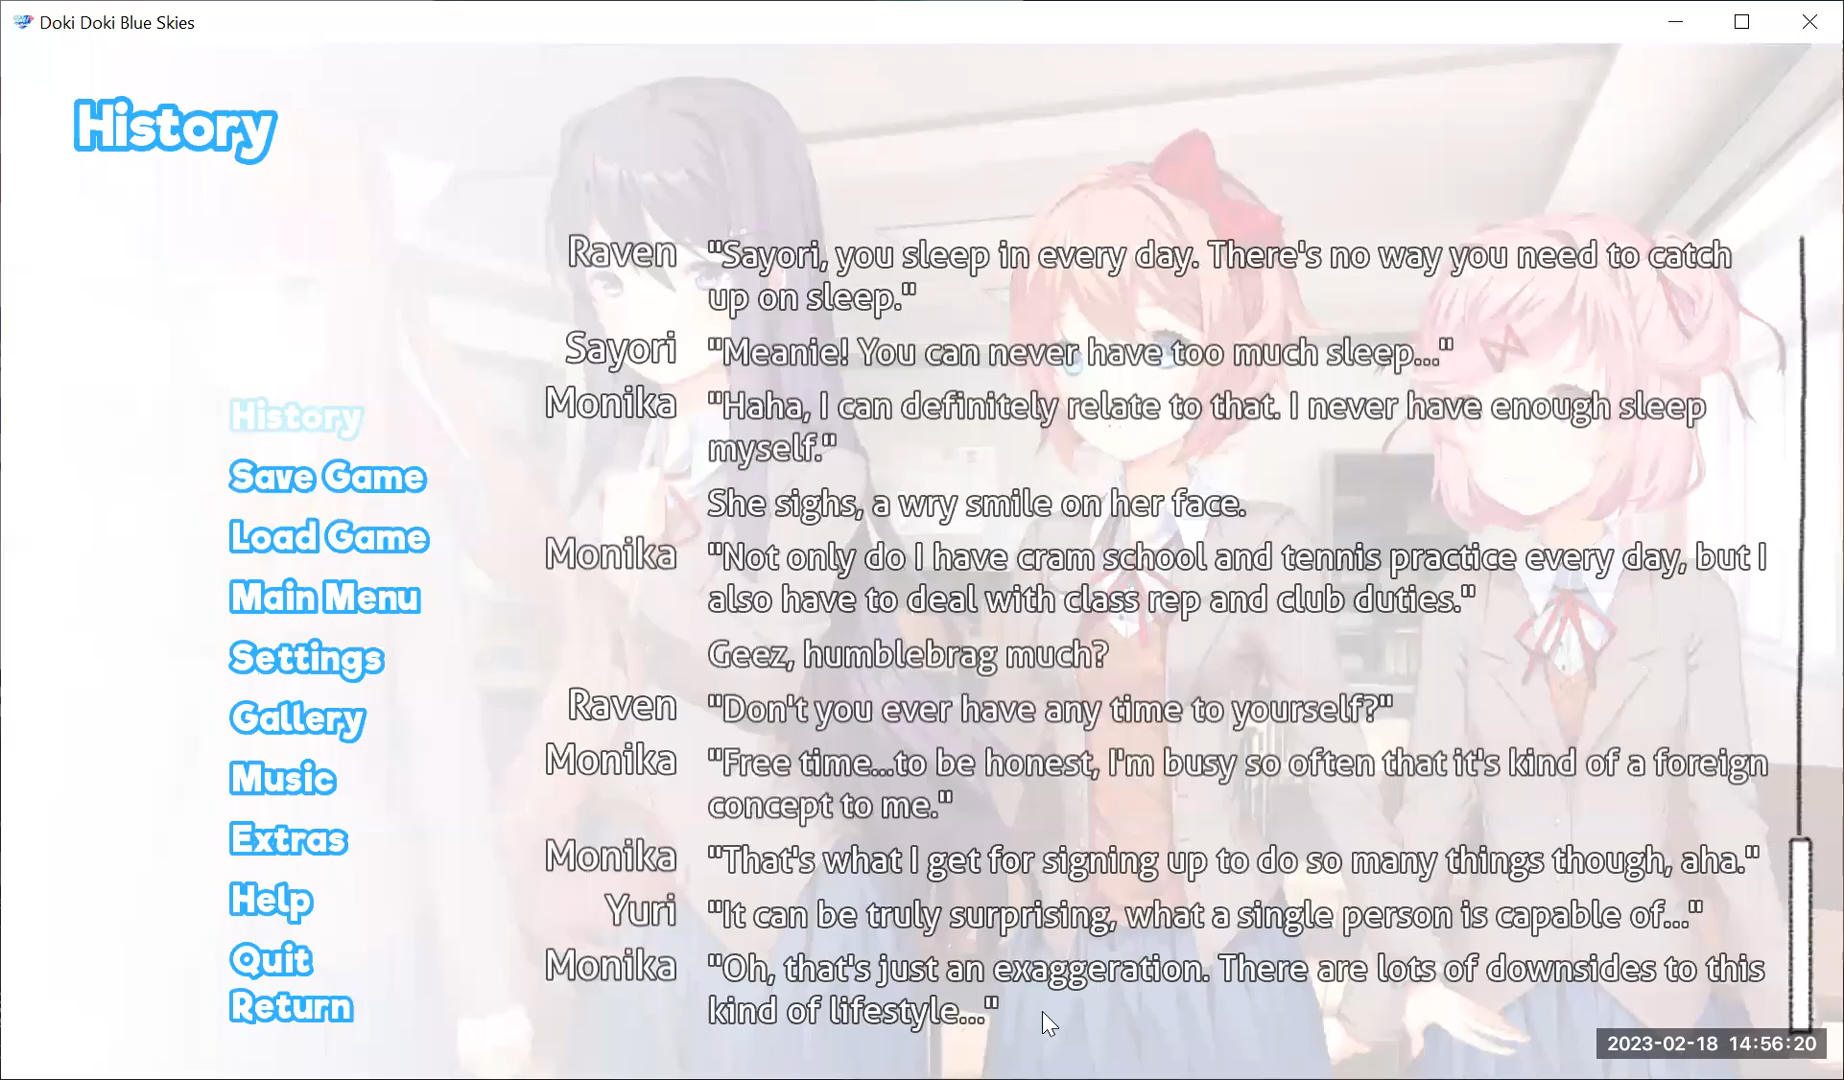 Doki Doki Blue Skies
History
Raven "Sayori, you sleep in every day. There's no way you need to catch
up on sleep."
Sayori "Meanie! You can never have too much sleep..."
Monika "Haha, I can definitely relate to that. I never have enough sleep
myself."
She sighs, a wry smile on her face.
Monika "Not only do I have cram school and tennis practice every day, but I
also have to deal with class rep and club duties."
Geez, humblebrag much?
Raven "Don't you ever have any time to yourself?"
Monika "Free time...to be honest, I'm busy so often that it's kind of a foreign
concept to me."
Monika "That's what I get for signing up to do so many things though, aha."
Yuri "It can be truly surprising, what a single person is capable of..."
Monika "Oh, that's just an exaggeration. There are lots of downsides to this
kind of lifestyle..."
History
Save Game
Load Game
Main Menu
Settings
Gallery
Music
Extras
Help
Quit
Return
2023-02-18 14:56:20